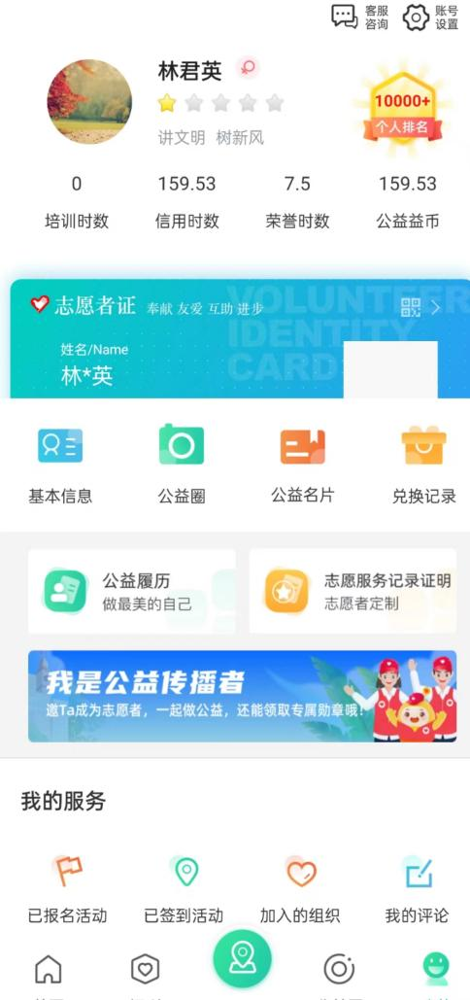 客服
咨询
账号
设置
林君英
讲文明 树新风
10000+
个人排名
0
159.53
7.5
159.53
培训时数
信用时数
荣誉时数
公益益币
志愿者证
奉献 友爱 互助 进步
VOLUNTEER
IDENTITY
CARD
姓名/Name
林*英
基本信息
公益圈
公益名片
兑换记录
公益履历
做最美的自己
志愿服务记录证明
志愿者定制
我是公益传播者
邀Ta成为志愿者，一起做公益，还能领取专属勋章哦！
我的服务
已报名活动
已签到活动
加入的组织
我的评论